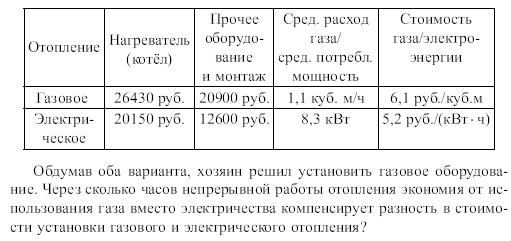 Отопление Нагреватель (котёл) Прочее оборудо- вание и монтаж Сред. расход газа/ сред. потребл. мощность Стоимость газа/электро- энергии
Газовое 26430 руб. 20900 руб. 1,1 куб. м/ч 6,1 руб./куб.м
Электри- ческое 20150 руб. 12600 руб. 8,3 кВт 5,2 руб./(кВт · ч)
Обдумав оба варианта, хозяин решил установить газовое оборудова-
ние. Через сколько часов непрерывной работы отопления экономия от ис-
пользования газа вместо электричества компенсирует разность в стоимо-
сти установки газового и электрического отопления?